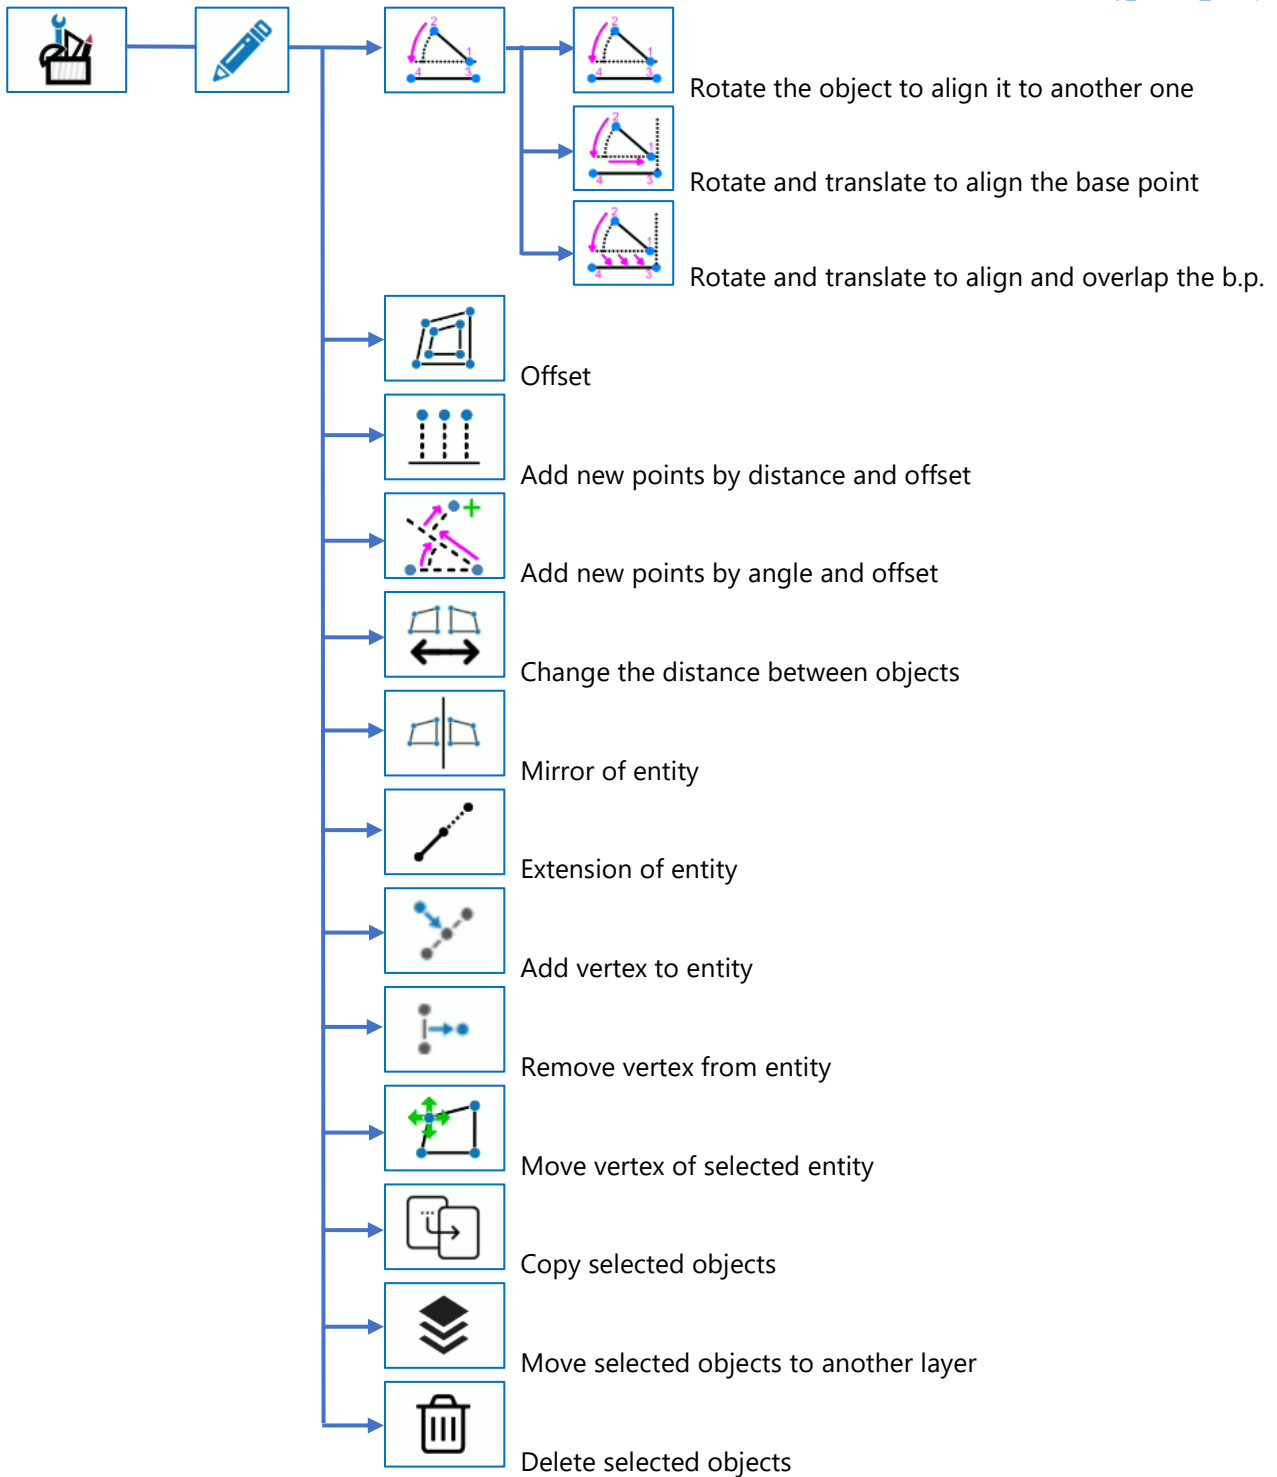 Rotate the object to align it to another one
Rotate and translate to align the base point
Rotate and translate to align and overlap the b.p.
Offset
Add new points by distance and offset
Add new points by angle and offset
Change the distance between objects
Mirror of entity
Extension of entity
Add vertex to entity
Remove vertex from entity
Move vertex of selected entity
Copy selected objects
Move selected objects to another layer
Delete selected objects